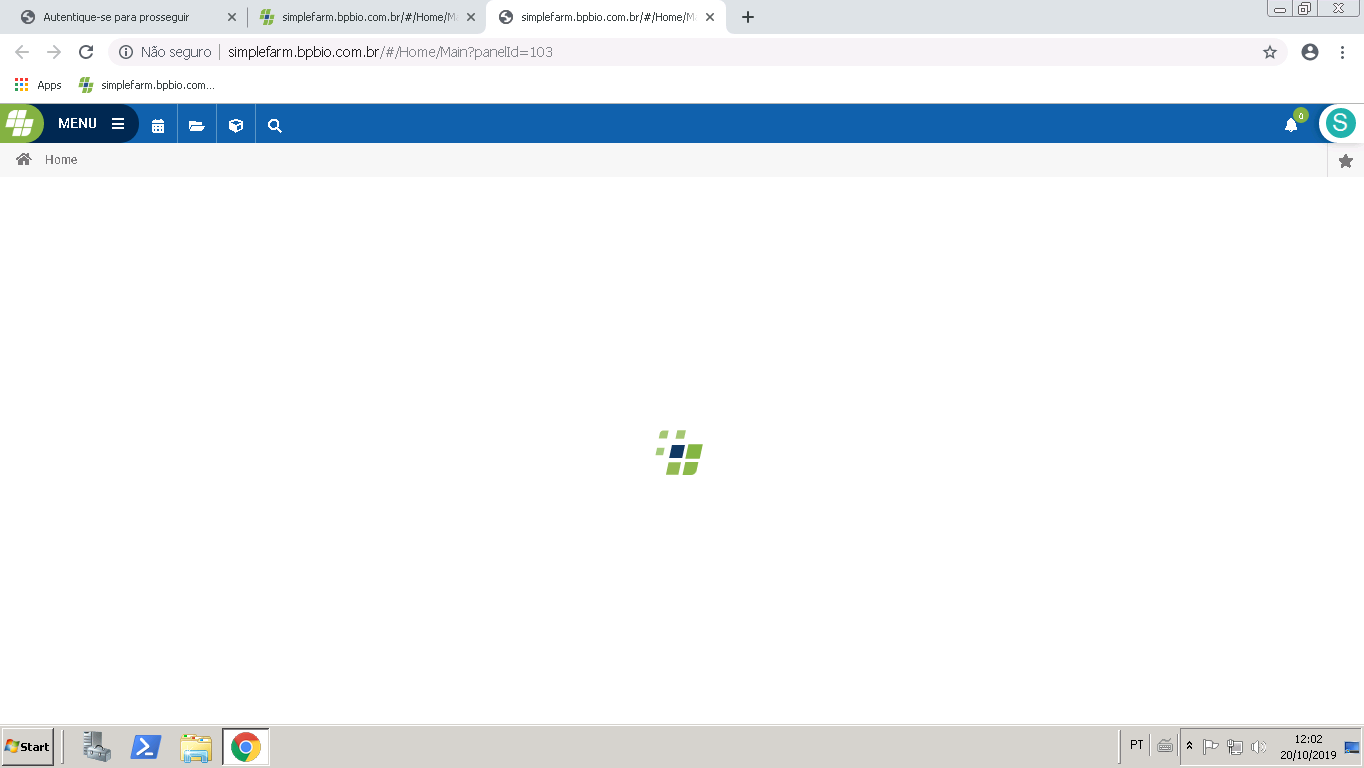 Autentique-se para prosseguir
simplefarm.bpbio.com.br/#/Home/M
simplefarm.bpbio.com.br/#/Home/M
Não seguro
simplefarm.bpbio.com.br/#/Home/Main?panelId=103
Apps
simplefarm.bpbio.com...
MENU
0
S
Home
Start
PT
12:02
20/10/2019